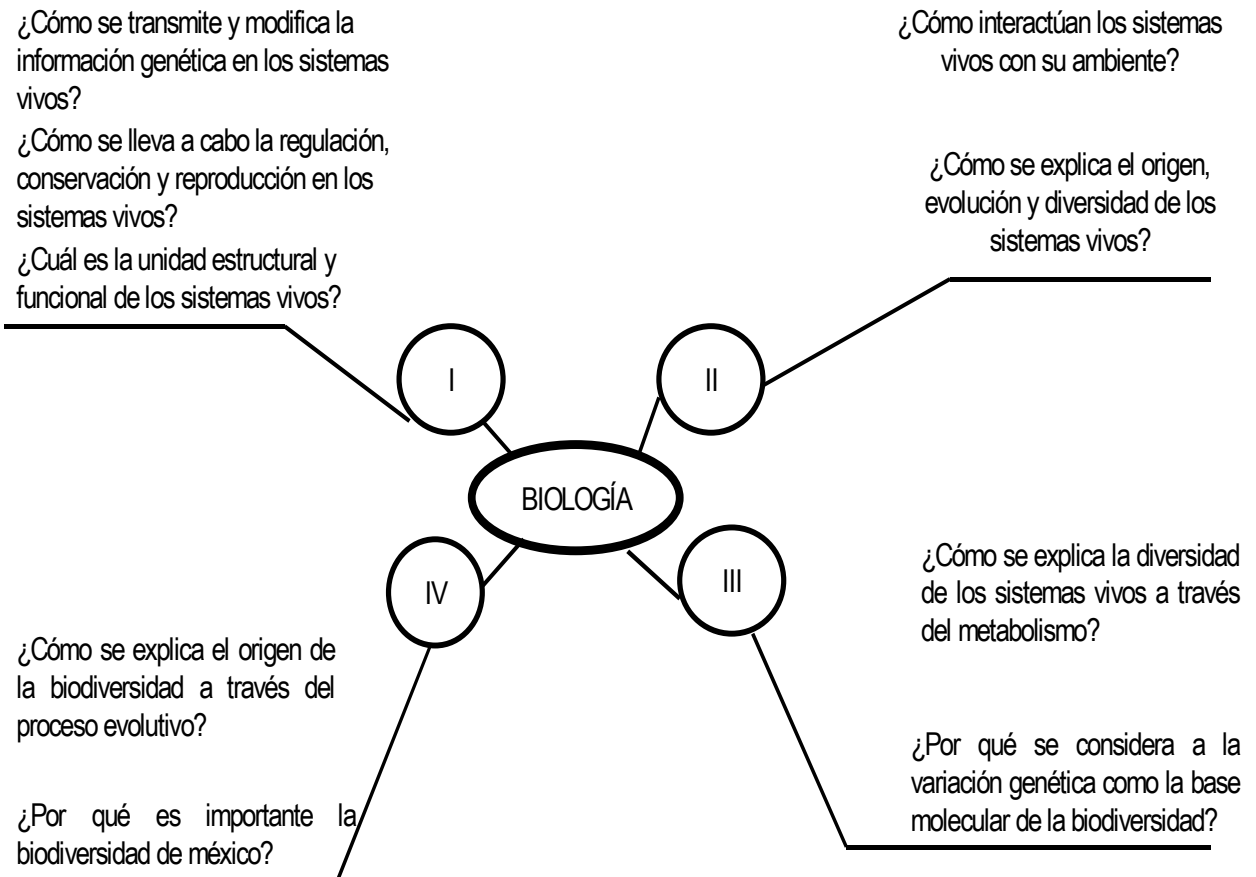 ¿Cómo se transmite y modifica la
información genética en los sistemas
vivos?
¿Cómo se lleva a cabo la regulación,
conservación y reproducción en los
sistemas vivos?
¿Cuál es la unidad estructural y
funcional de los sistemas vivos?
¿Cómo interactúan los sistemas
vivos con su ambiente?
¿Cómo se explica el origen,
evolución y diversidad de los
sistemas vivos?
I
II
BIOLOGÍA
IV
III
¿Cómo se explica la diversidad
de los sistemas vivos a través
del metabolismo?
¿Por qué se considera a la
variación genética como la base
molecular de la biodiversidad?
¿Cómo se explica el origen de
la biodiversidad a través del
proceso evolutivo?
¿Por qué es importante la
biodiversidad de méxico?